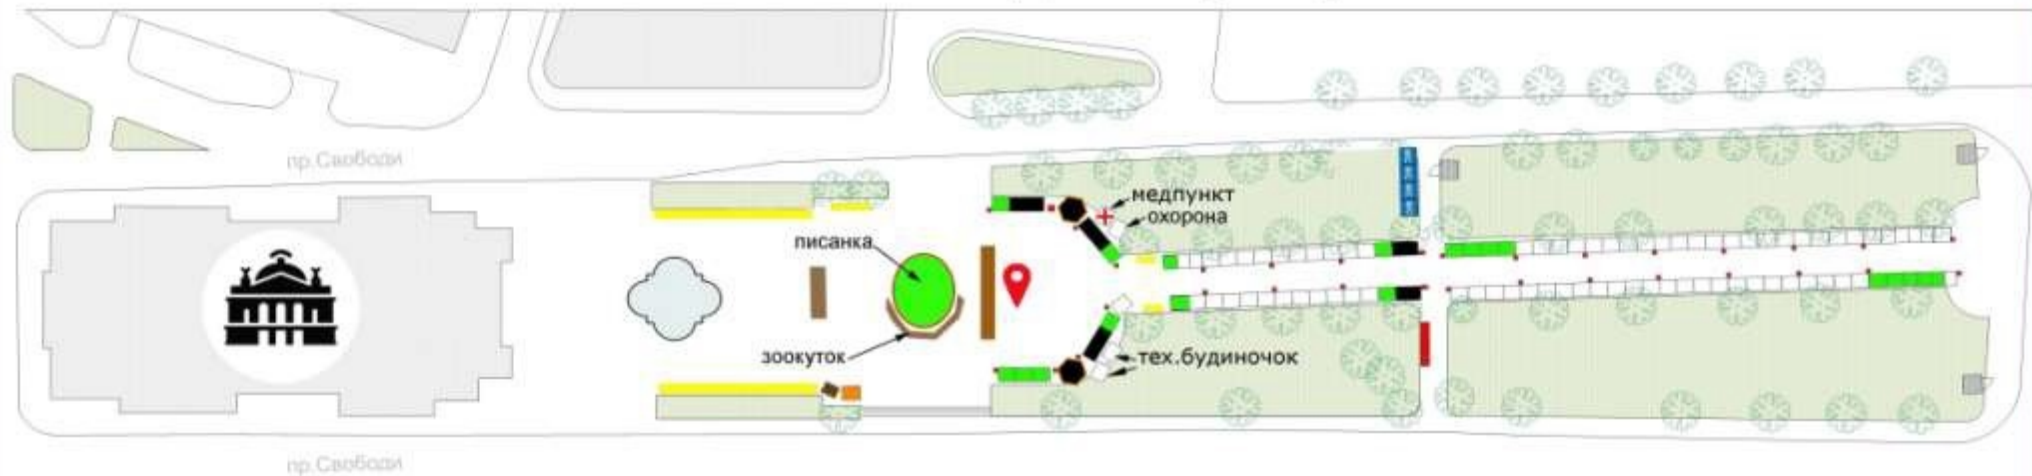 пр.Свободи
медпункт
охорона
писанка
зоокуток
тех.будиночок
пр.Свободи